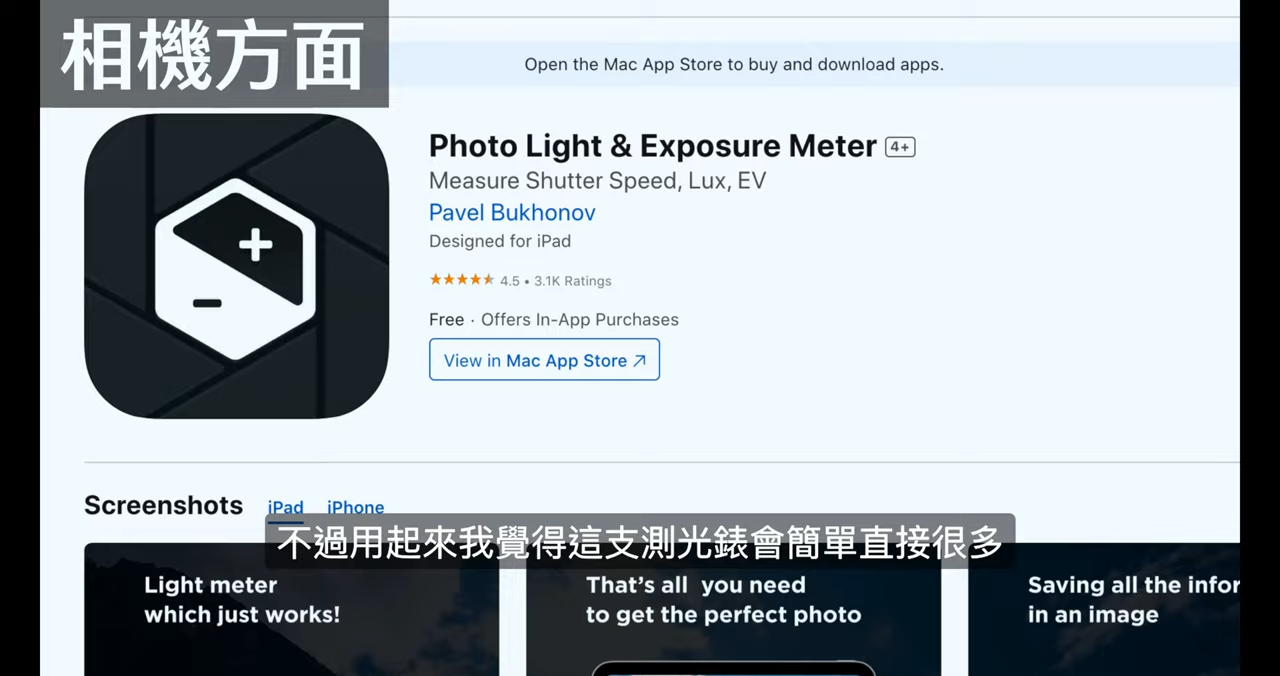 相機方面
Open the Mac App Store to buy and download apps.
Photo Light & Exposure Meter 4+
Measure Shutter Speed, Lux, EV
Pavel Bukhonov
Designed for iPad
4.5 • 3.1K Ratings
Free · Offers In-App Purchases
View in Mac App Store ↗
Screenshots iPad iPhone
不過用起來我覺得這支測光錶會簡單直接很多
Light meter
which just works!
That's all you need
to get the perfect photo
Saving all the infor
in an image